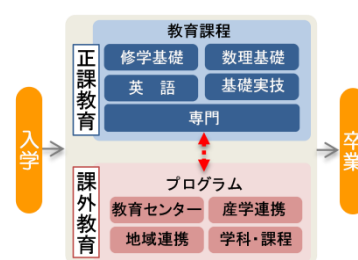 入学
正課教育
教育課程
修学基礎
数理基礎
英 語
基礎実技
専門
課外教育
プログラム
教育センター
産学連携
地域連携
学科・課程
卒業